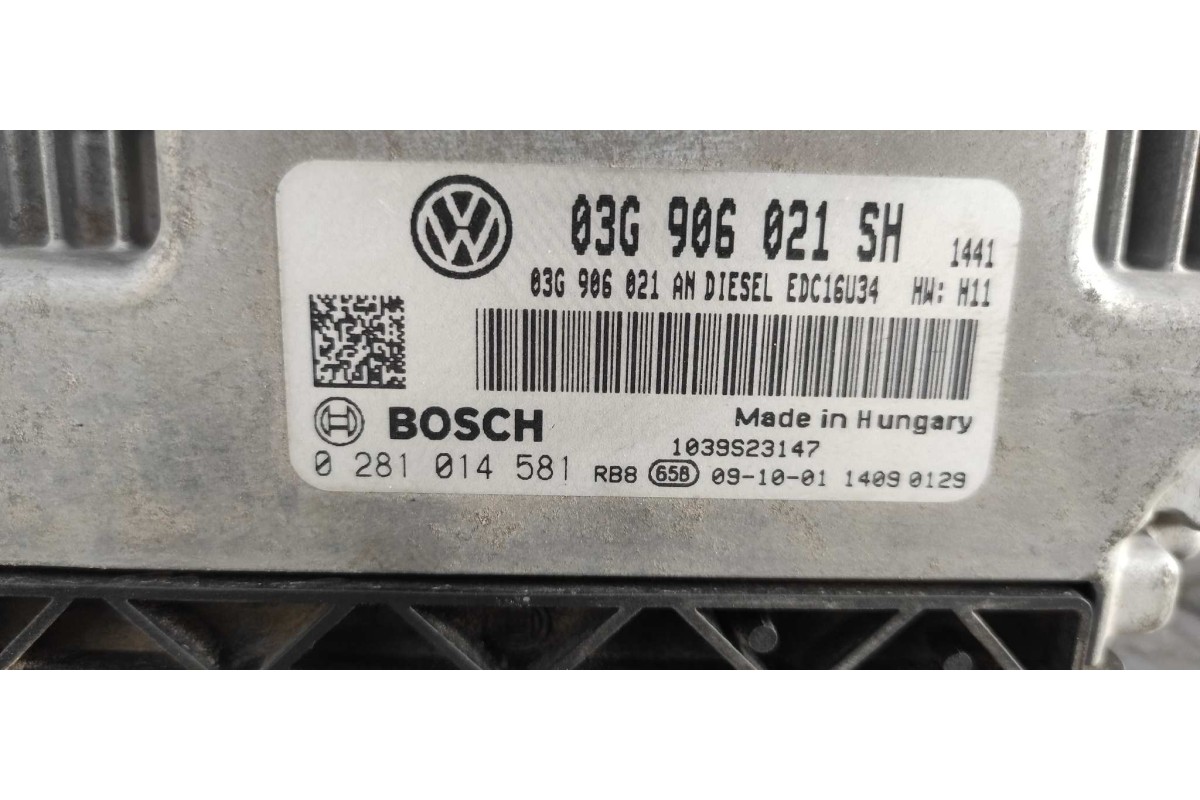 03G 906 021 SH 1441
03G 906 021 AN DIESEL EDC16U34 HW: H11
BOSCH Made in Hungary
1039S23147
0 281 014 581 RB8 658 09-10-01 1409 0129